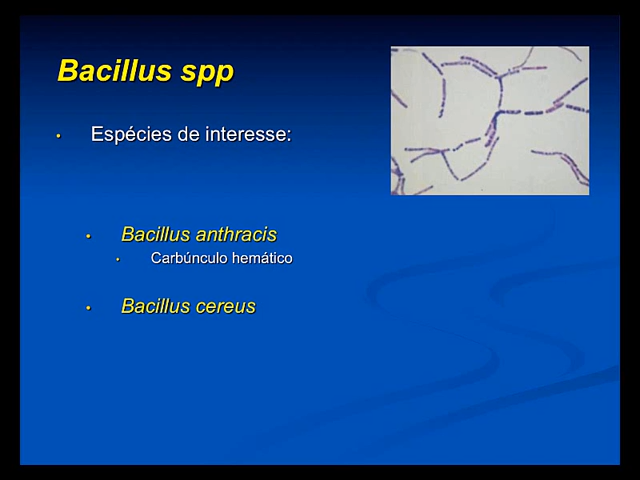 Bacillus spp
• Espécies de interesse:
• Bacillus anthracis
• Carbúnculo hemático
• Bacillus cereus